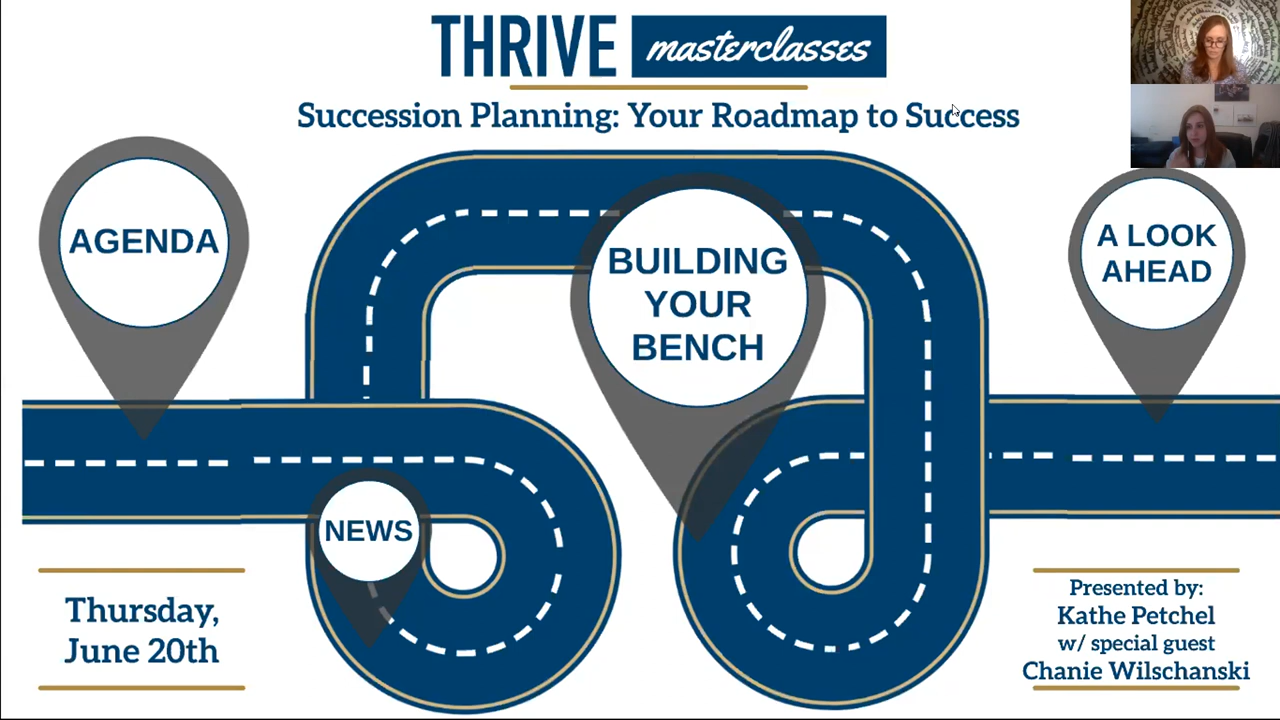 THRIVE masterclasses
Succession Planning: Your Roadmap to Success
AGENDA
NEWS
BUILDING
YOUR
BENCH
A LOOK
AHEAD
Thursday,
June 20th
Presented by:
Kathe Petchel
w/ special guest
Chanie Wilschanski